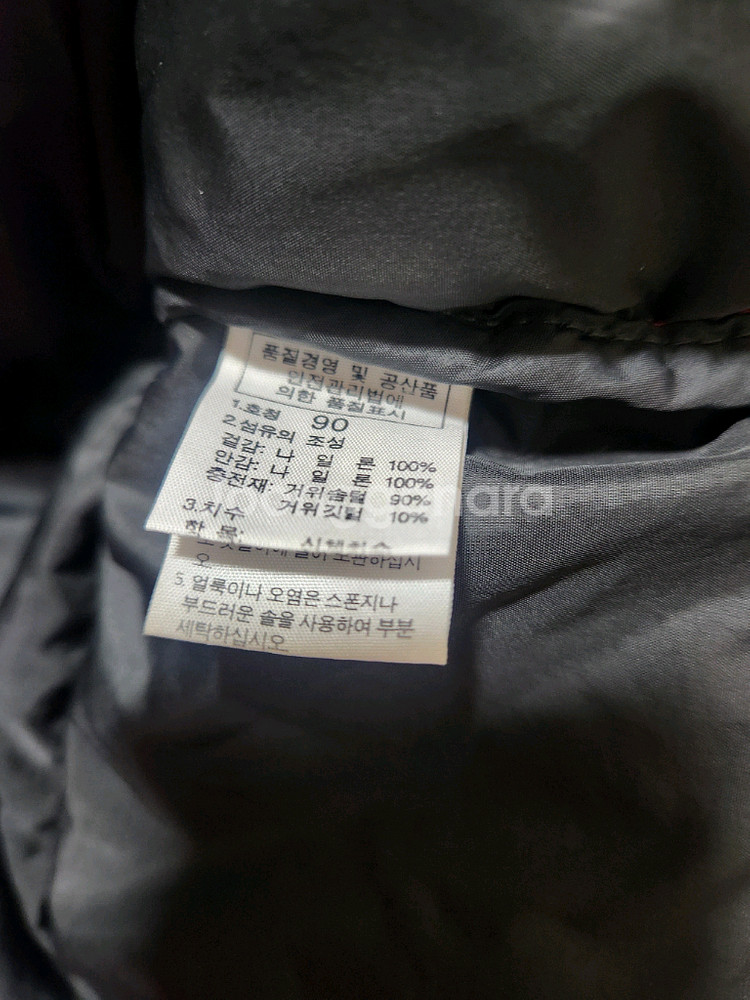 품질경영 및 공산품
안전관리법에
의한 품질표시
1.호칭 90
2.섬유의 조성
겉감: 나 일 론 100%
안감: 나 일 론 100%
충전재: 거위솜털 90%
거위깃털 10%
3.치수
항 목:
오
5. 얼룩이나 오염은 스폰지나
부드러운 솔을 사용하여 부분
세탁하십시오